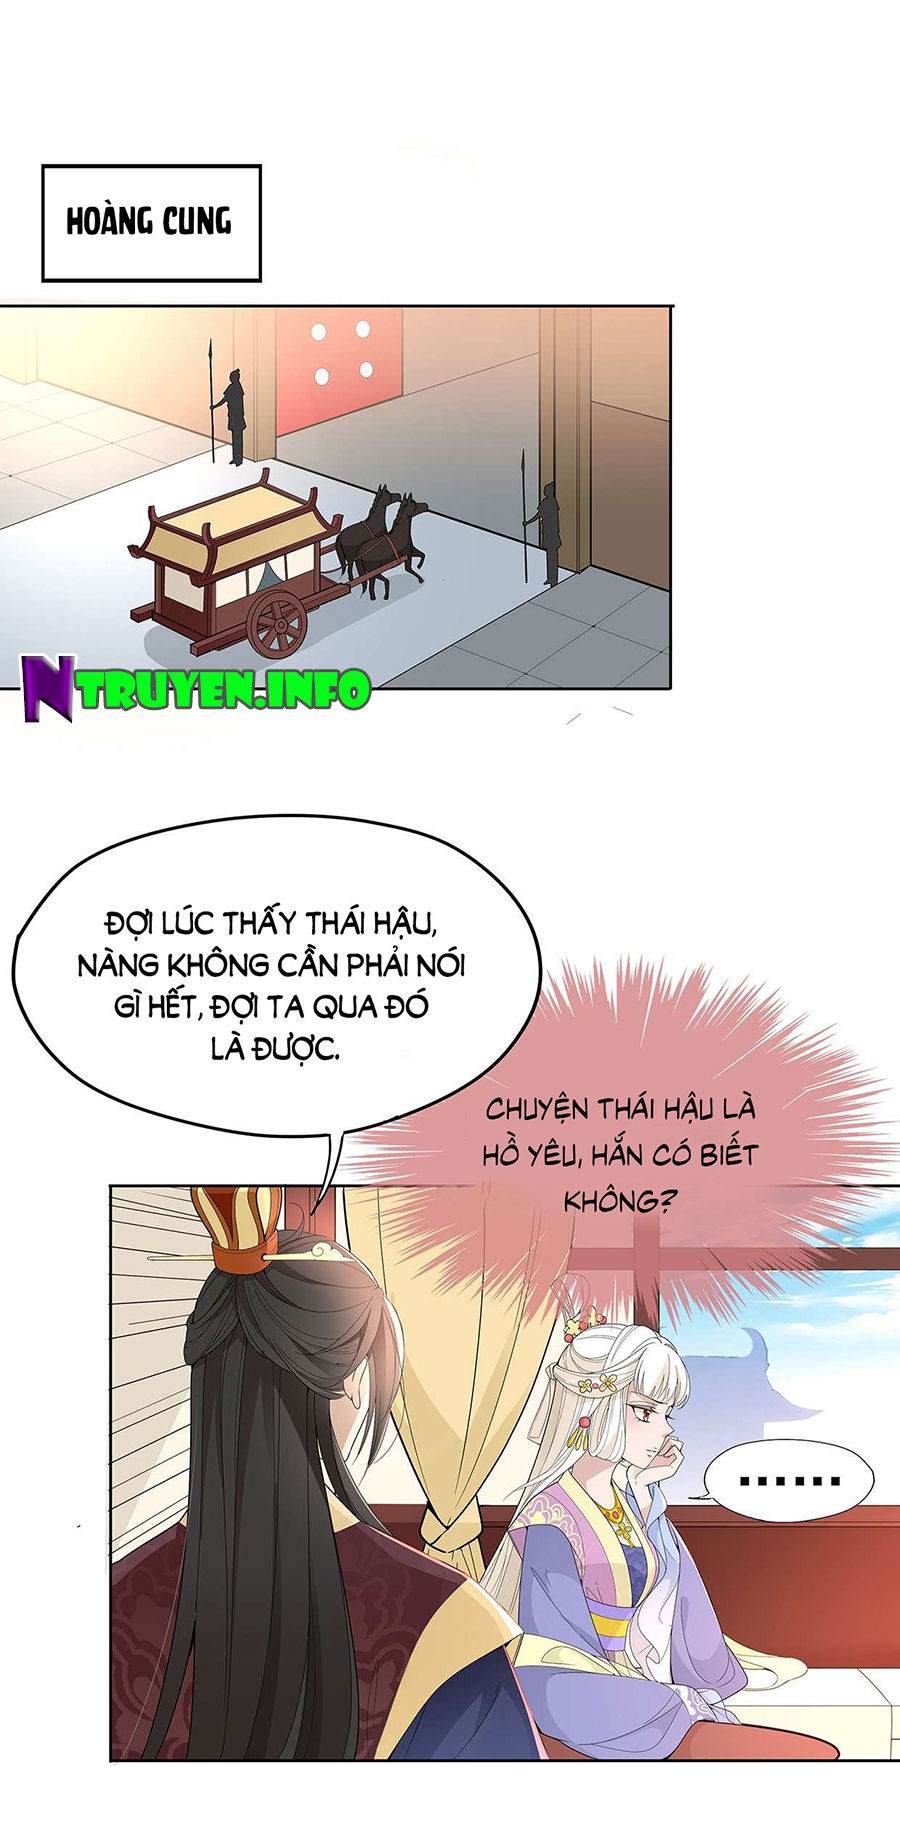 HOÀNG CUNG
NTRUYEN.INFO
ĐỢI LÚC THẤY THÁI HẬU,
NÀNG KHÔNG CẦN PHẢI NÓI
GÌ HẾT, ĐỢI TA QUA ĐÓ
LÀ ĐƯỢC.
CHUYỆN THÁI HẬU LÀ
HỒ YÊU, HẮN CÓ BIẾT
KHÔNG?
......